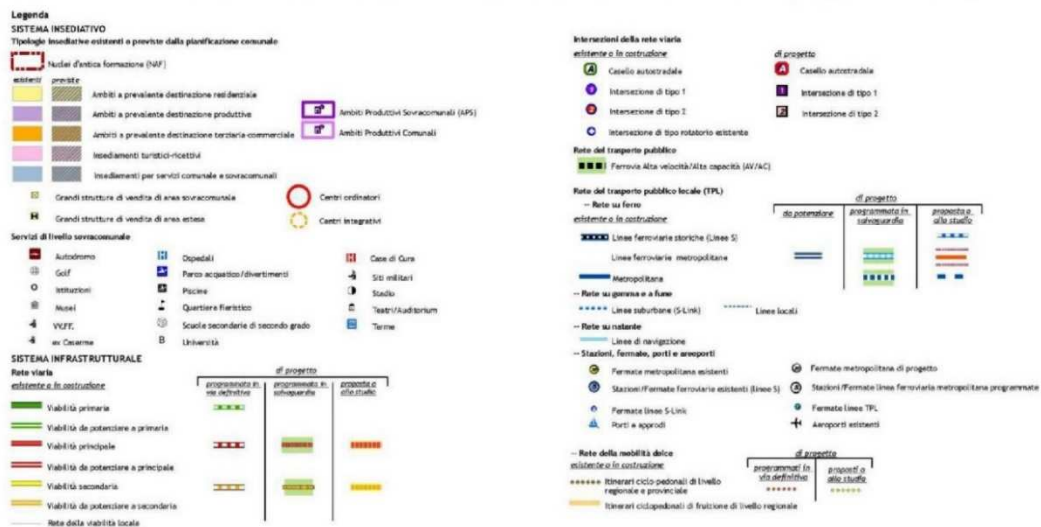 Legenda
SISTEMA INSEDIATIVO
Tipologie insediative esistenti o previste dalla pianificazione comunale
Nuclei d'antica formazione (NAF)
esistenti previste
Ambiti a prevalente destinazione residenziale
Ambiti a prevalente destinazione produttiva
Ambiti a prevalente destinazione terziaria-commerciale
Insediamenti turistici-ricettivi
Insediamenti per servizi comunale e sovracomunali
Ambiti Produttivi Sovracomunali (APS)
Ambiti Produttivi Comunali
Grandi strutture di vendita di area sovracomunale
Grandi strutture di vendita di area estesa
Centri ordinatori
Centri integrativi
Servizi di livello sovracomunale
Autodromo
Golf
Istituzioni
Musei
VV.FF.
ex Caserme
H Ospedali
Parco acquatico/divertimenti
Piscine
Quartiere fieristico
Scuole secondarie di secondo grado
B Università
H Case di Cura
Siti militari
Stadio
Teatri/Auditorium
Terme
SISTEMA INFRASTRUTTURALE
Rete viaria
esistente o in costruzione
di progetto
programmata in via definitiva
programmata in salvaguardia
proposta o allo studio
Viabilità primaria
Viabilità da potenziare a primaria
Viabilità principale
Viabilità da potenziare a principale
Viabilità secondaria
Viabilità da potenziare a secondaria
Rete della viabilità locale
Intersezioni della rete viaria
esistente o in costruzione
di progetto
A Casello autostradale
1 Intersezione di tipo 1
2 Intersezione di tipo 2
Intersezione di tipo rotatorio esistente
A Casello autostradale
1 Intersezione di tipo 1
2 Intersezione di tipo 2
Rete del trasporto pubblico
Ferrovia Alta velocità/Alta capacità (AV/AC)
Rete del trasporto pubblico locale (TPL)
-- Rete su ferro
esistente o in costruzione
di progetto
da potenziare
programmata in salvaguardia
proposta o allo studio
Linee ferroviarie storiche (Linee S)
Linee ferroviarie metropolitane
Metropolitana
-- Rete su gomma e a fune
Linee suburbane (S-Link)
Linee locali
-- Rete su natante
Linee di navigazione
-- Stazioni, fermate, porti e areoporti
Fermate metropolitana esistenti
Stazioni/Fermate ferroviarie esistenti (linee S)
Fermate linee S-Link
Porti e approdi
Fermate metropolitana di progetto
Stazioni/Fermate linea ferroviaria metropolitana programmate
Fermate linee TPL
Aeroporti esistenti
-- Rete della mobilità dolce
esistente o in costruzione
di progetto
programmati in via definitiva
proposti o allo studio
Itinerari ciclo-pedonali di livello
regionale e provinciale
Itinerari ciclopedonali di fruizione di livello regionale